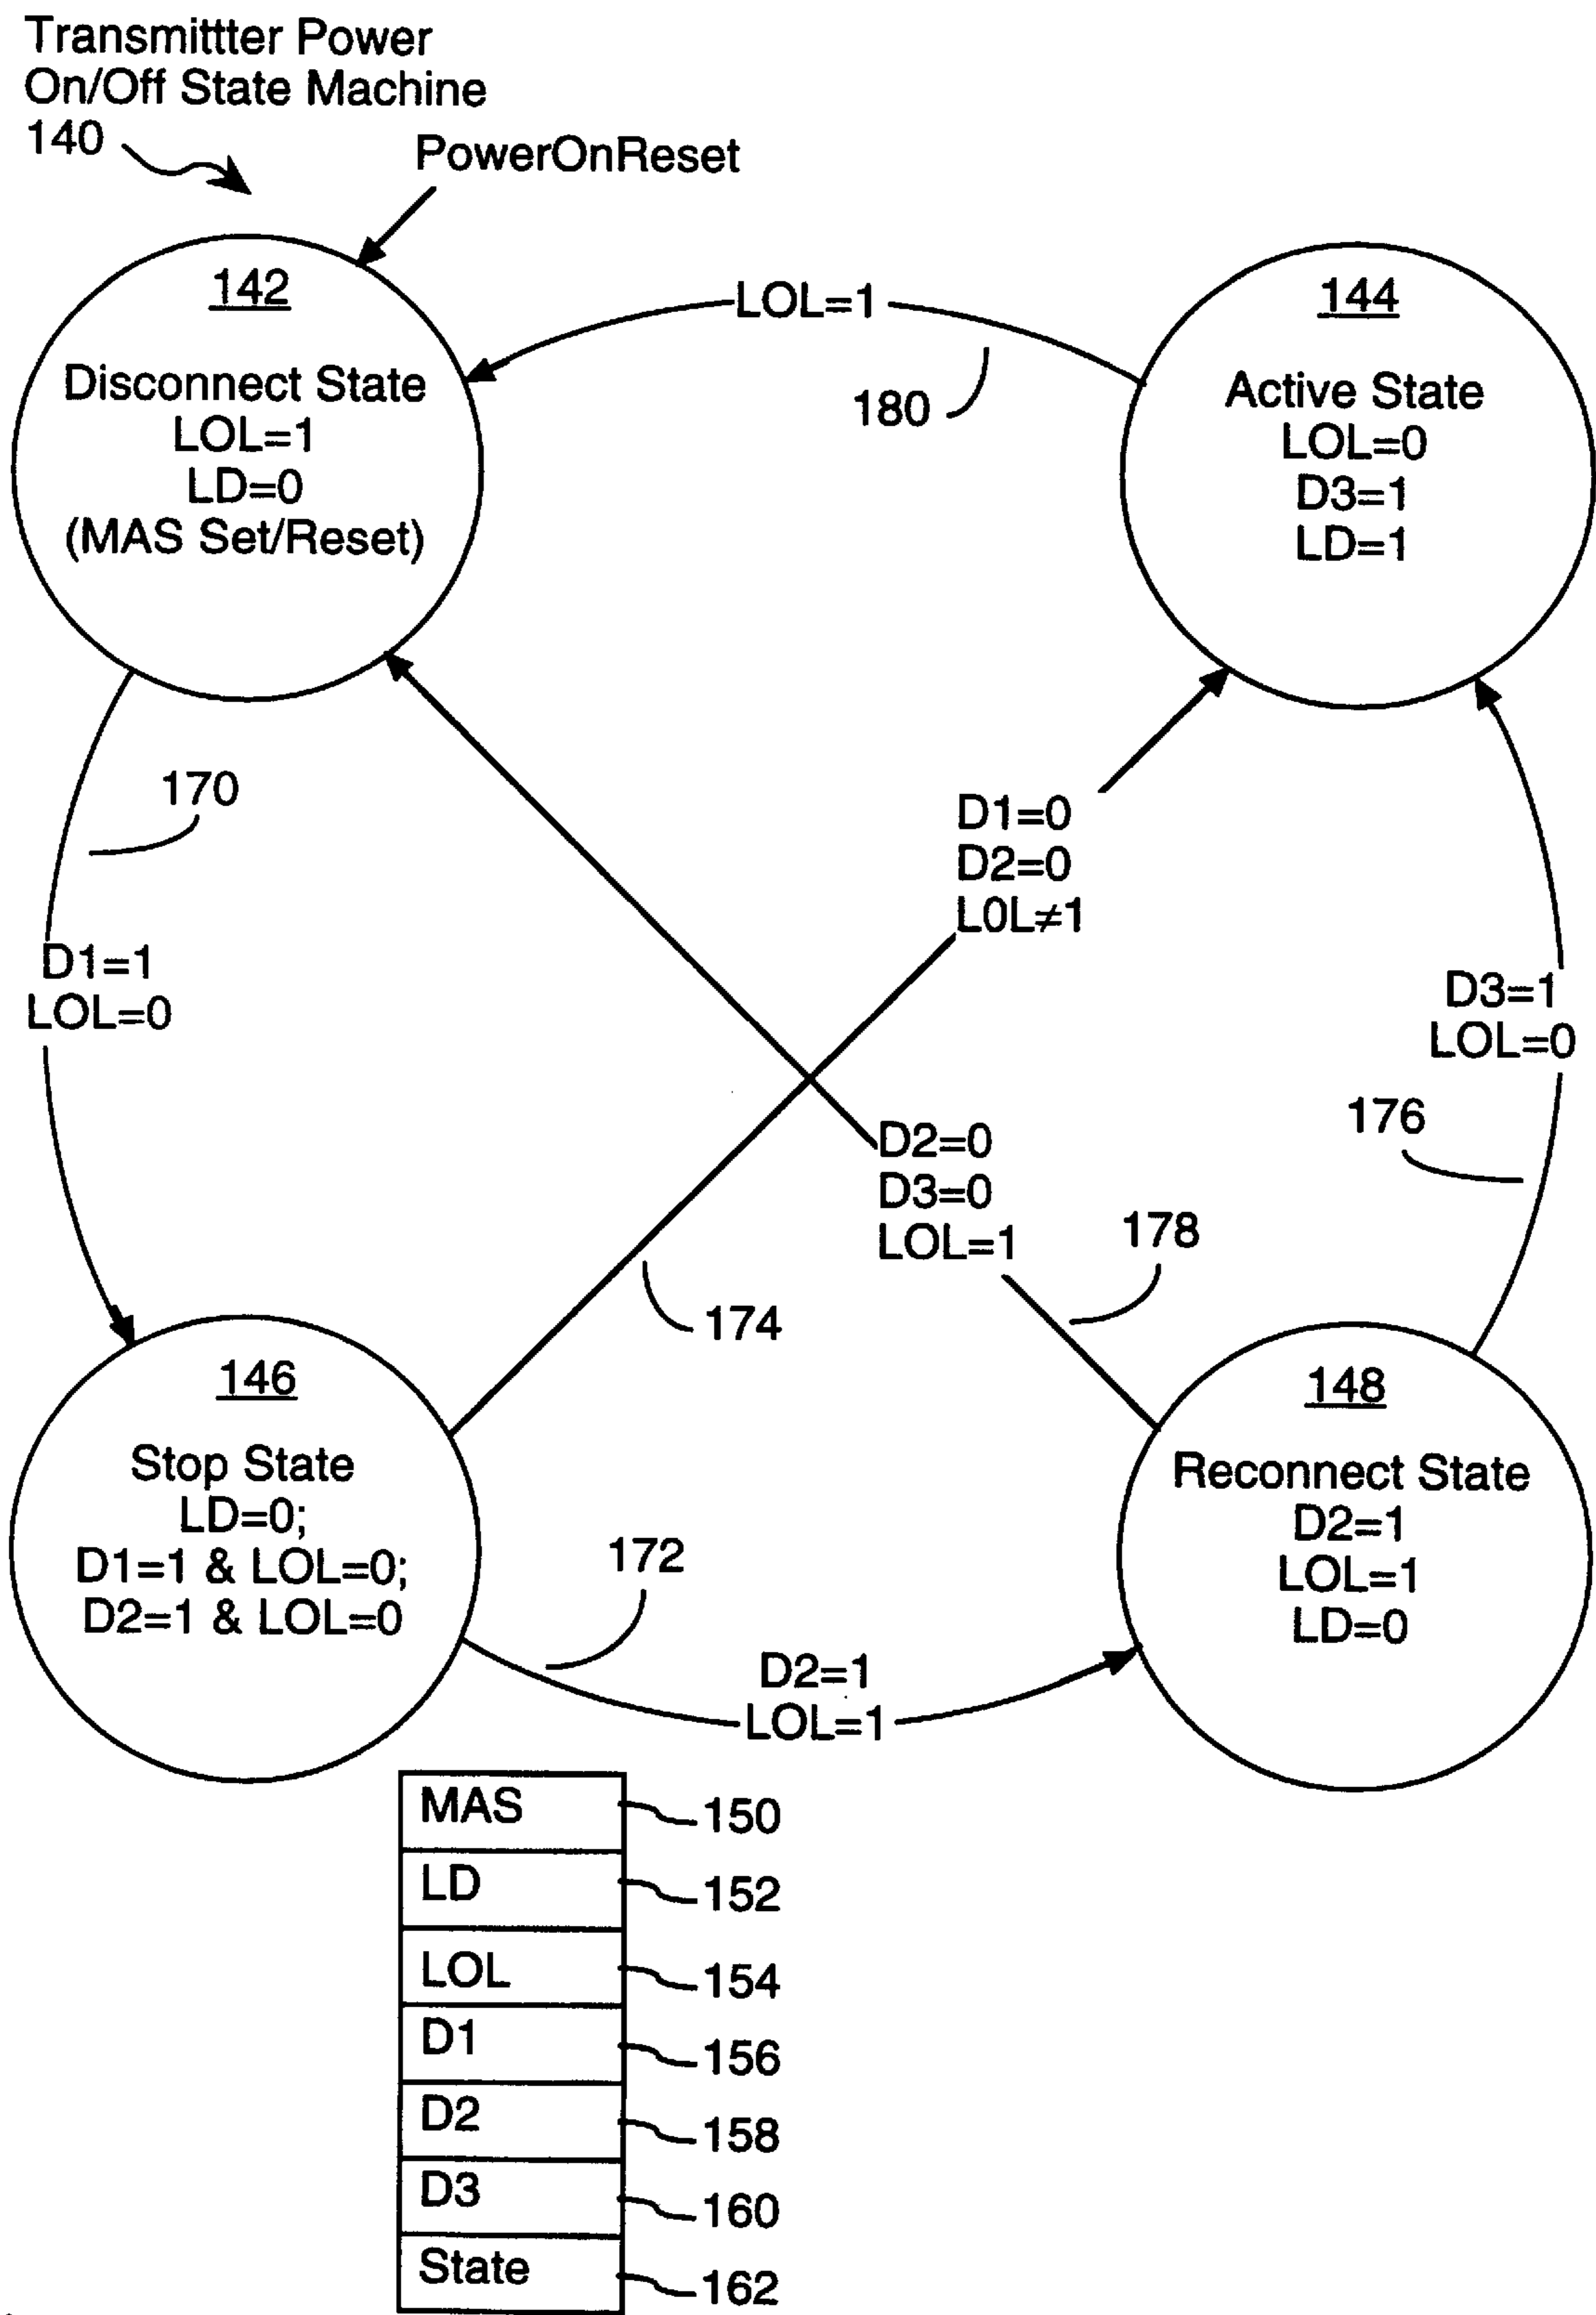 Transmittter Power
On/Off State Machine
140
PowerOnReset
142
Disconnect State
LOL=1
LD=0
(MAS Set/Reset)
LOL=1
180
144
Active State
LOL=0
D3=1
LD=1
170
D1=1
LOL=0
D1=0
D2=0
L0L≠1
D3=1
LOL=0
176
D2=0
D3=0
LOL=1
178
174
146
Stop State
LD=0;
D1=1 & LOL=0;
D2=1 & LOL=0
172
D2=1
LOL=1
148
Reconnect State
D2=1
LOL=1
LD=0
MAS 150
LD 152
LOL 154
D1 156
D2 158
D3 160
State 162